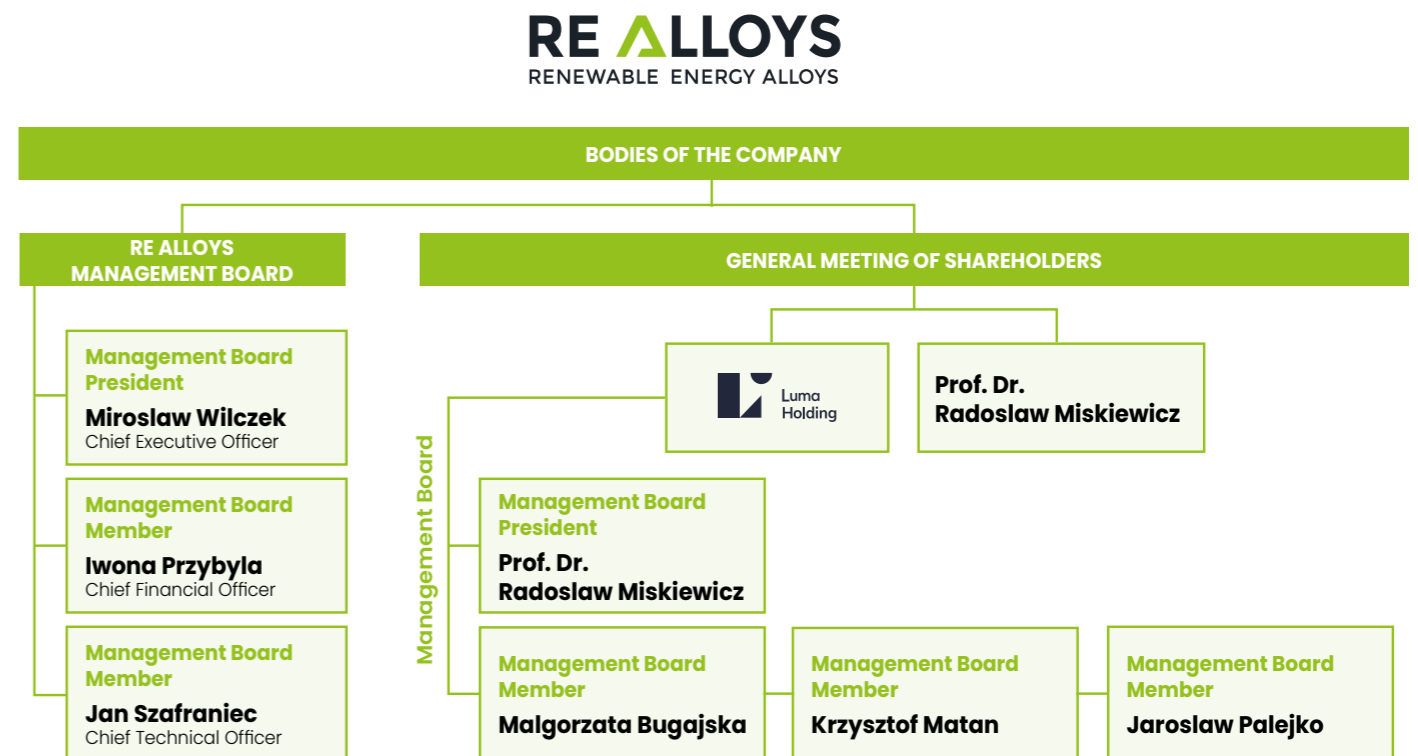 RE ALLOYS
RENEWABLE ENERGY ALLOYS
BODIES OF THE COMPANY
RE ALLOYS
MANAGEMENT BOARD
Management Board
President
Miroslaw Wilczek
Chief Executive Officer
Management Board
Member
Iwona Przybyla
Chief Financial Officer
Management Board
Member
Jan Szafraniec
Chief Technical Officer
GENERAL MEETING OF SHAREHOLDERS
Luma
Holding
Prof. Dr.
Radoslaw Miskiewicz
Management Board
Management Board
President
Prof. Dr.
Radoslaw Miskiewicz
Management Board
Member
Malgorzata Bugajska
Management Board
Member
Krzysztof Matan
Management Board
Member
Jaroslaw Palejko